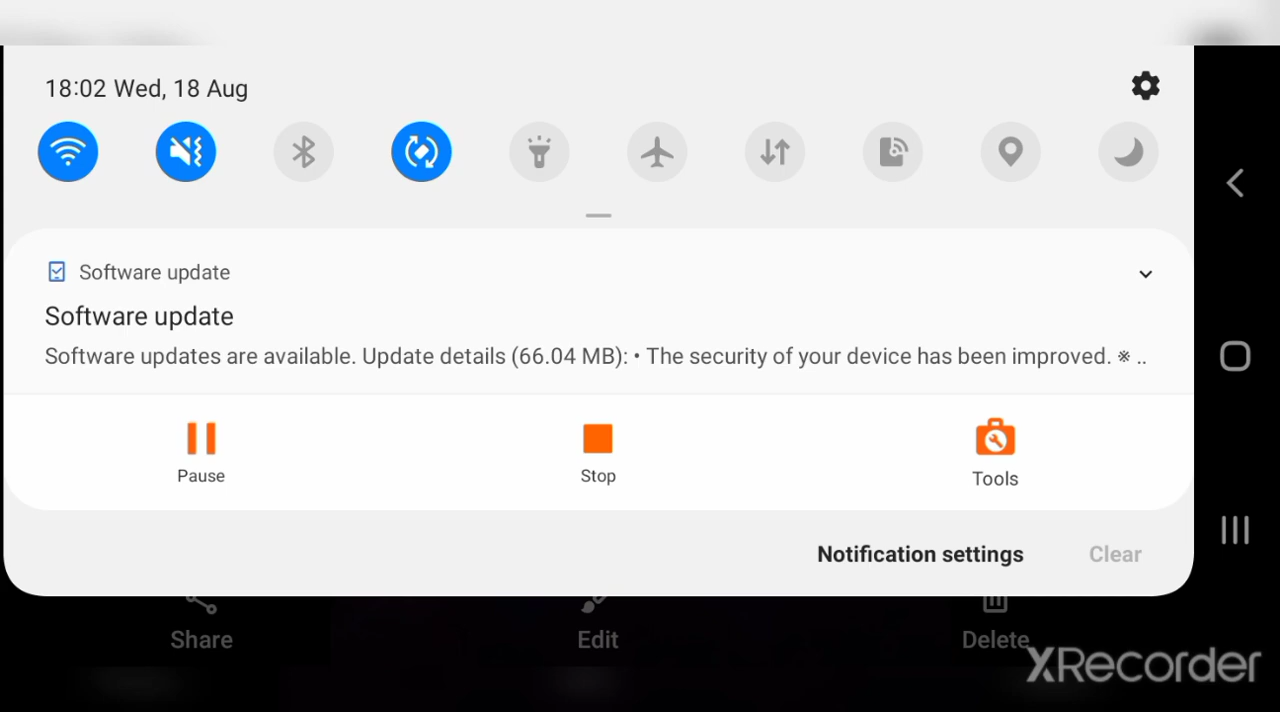 18:02 Wed, 18 Aug
Software update
Software update
Software updates are available. Update details (66.04 MB): • The security of your device has been improved. ※ ..
Pause
Stop
Tools
Notification settings
Clear
Share
Edit
Delete
XRecorder